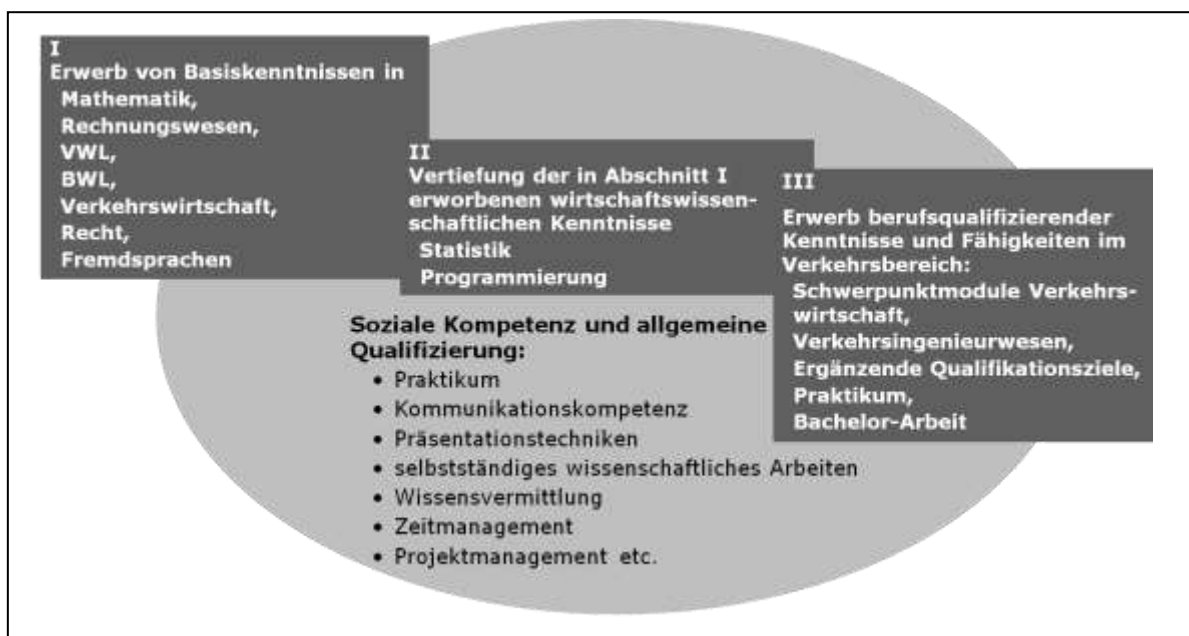 I
Erwerb von Basiskenntnissen in
Mathematik,
Rechnungswesen,
VWL,
BWL,
Verkehrswirtschaft,
Recht,
Fremdsprachen
II
Vertiefung der in Abschnitt I
erworbenen wirtschaftswissen-
schaftlichen Kenntnisse
Statistik
Programmierung
III
Erwerb berufsqualifizierender
Kenntnisse und Fähigkeiten im
Verkehrsbereich:
Schwerpunktmodule Verkehrs-
wirtschaft,
Verkehrsingenieurwesen,
Ergänzende Qualifikationsziele,
Praktikum,
Bachelor-Arbeit
Soziale Kompetenz und allgemeine
Qualifizierung:
• Praktikum
• Kommunikationskompetenz
• Präsentationstechniken
• selbstständiges wissenschaftliches Arbeiten
• Wissensvermittlung
• Zeitmanagement
• Projektmanagement etc.